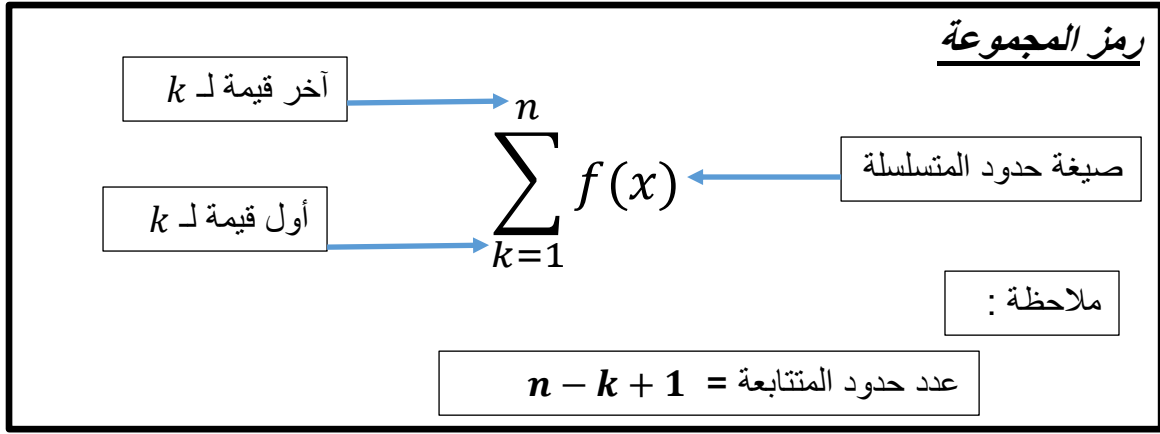 رمز المجموعة
آخر قيمة لـ k
n
∑ f(x)
صيغة حدود المتسلسلة
أول قيمة لـ k
k=1
ملاحظة :
عدد حدود المتتابعة = n − k + 1